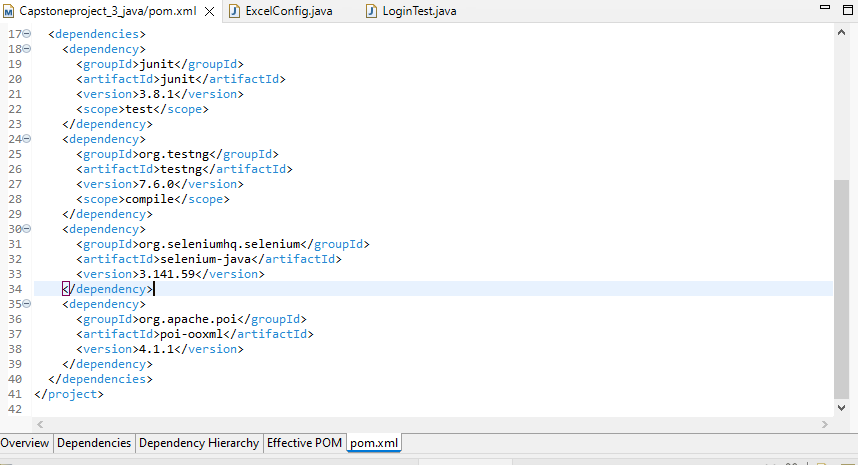 Capstoneproject_3_java/pom.xml
ExcelConfig.java
LoginTest.java
17 <dependencies>
18 <dependency>
19 <groupId>junit</groupId>
20 <artifactId>junit</artifactId>
21 <version>3.8.1</version>
22 <scope>test</scope>
23 </dependency>
24 <dependency>
25 <groupId>org.testng</groupId>
26 <artifactId>testng</artifactId>
27 <version>7.6.0</version>
28 <scope>compile</scope>
29 </dependency>
30 <dependency>
31 <groupId>org.seleniumhq.selenium</groupId>
32 <artifactId>selenium-java</artifactId>
33 <version>3.141.59</version>
34 </dependency>
35 <dependency>
36 <groupId>org.apache.poi</groupId>
37 <artifactId>poi-ooxml</artifactId>
38 <version>4.1.1</version>
39 </dependency>
40 </dependencies>
41 </project>
42
Overview Dependencies Dependency Hierarchy Effective POM pom.xml